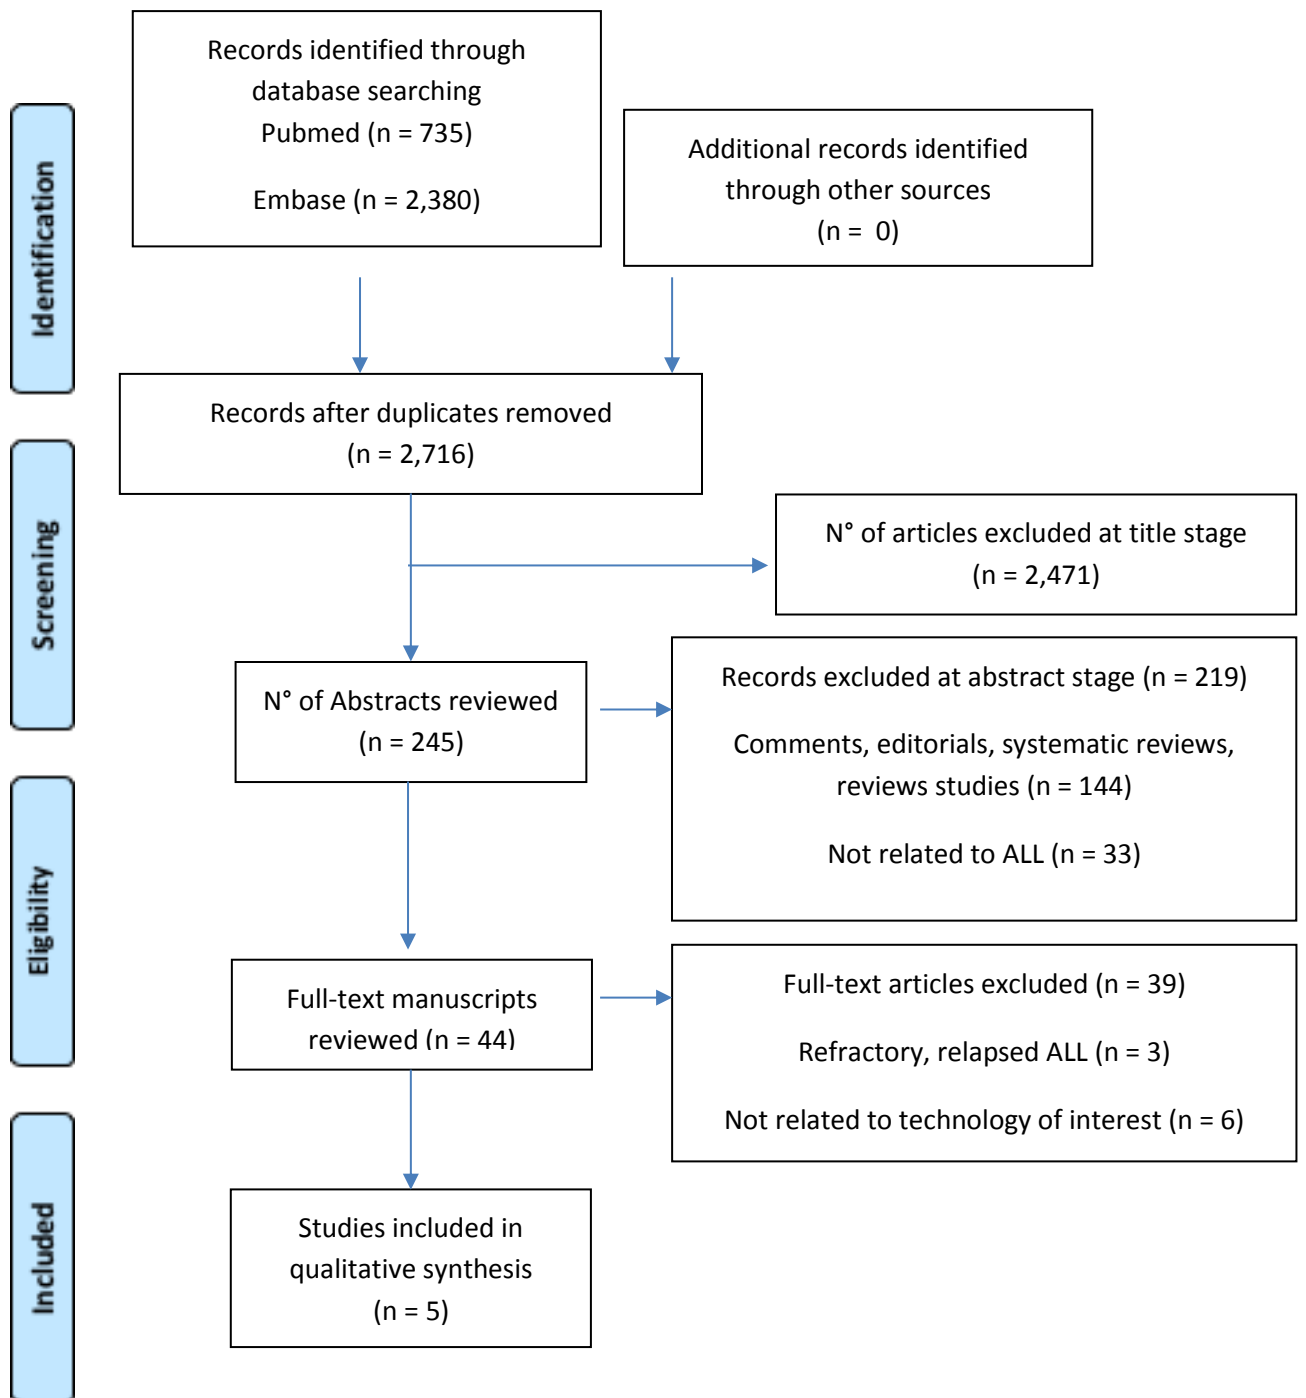 Records identified through
database searching
Pubmed (n = 735)
Embase (n = 2,380)
Additional records identified
through other sources
(n =  0)
Identification
Records after duplicates removed
(n = 2,716)
Screening
N° of articles excluded at title stage
(n = 2,471)
N° of Abstracts reviewed
(n = 245)
Records excluded at abstract stage (n = 219)
Comments, editorials, systematic reviews,
reviews studies (n = 144)
Not related to ALL (n = 33)
Eligibility
Full-text manuscripts
reviewed (n = 44)
Full-text articles excluded (n = 39)
Refractory, relapsed ALL (n = 3)
Not related to technology of interest (n = 6)
Included
Studies included in
qualitative synthesis
(n = 5)